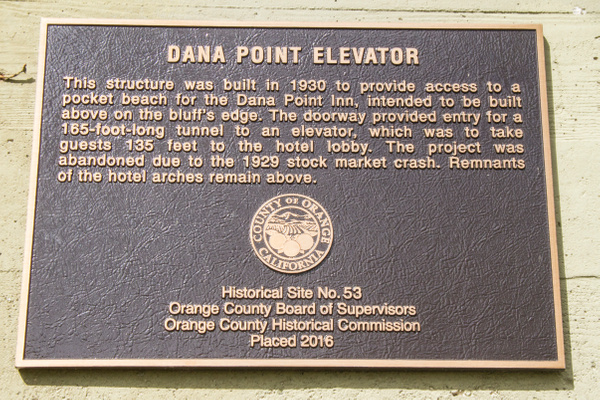 DANA POINT ELEVATOR
This structure was built in 1930 to provide access to a
pocket beach for the Dana Point Inn, intended to be built
above on the bluff's edge. The doorway provided entry for a
165-foot-long tunnel to an elevator, which was to take
guests 135 feet to the hotel lobby. The project was
abandoned due to the 1929 stock market crash. Remnants
of the hotel arches remain above.
COUNTY OF ORANGE
CALIFORNIA
Historical Site No. 53
Orange County Board of Supervisors
Orange County Historical Commission
Placed 2016